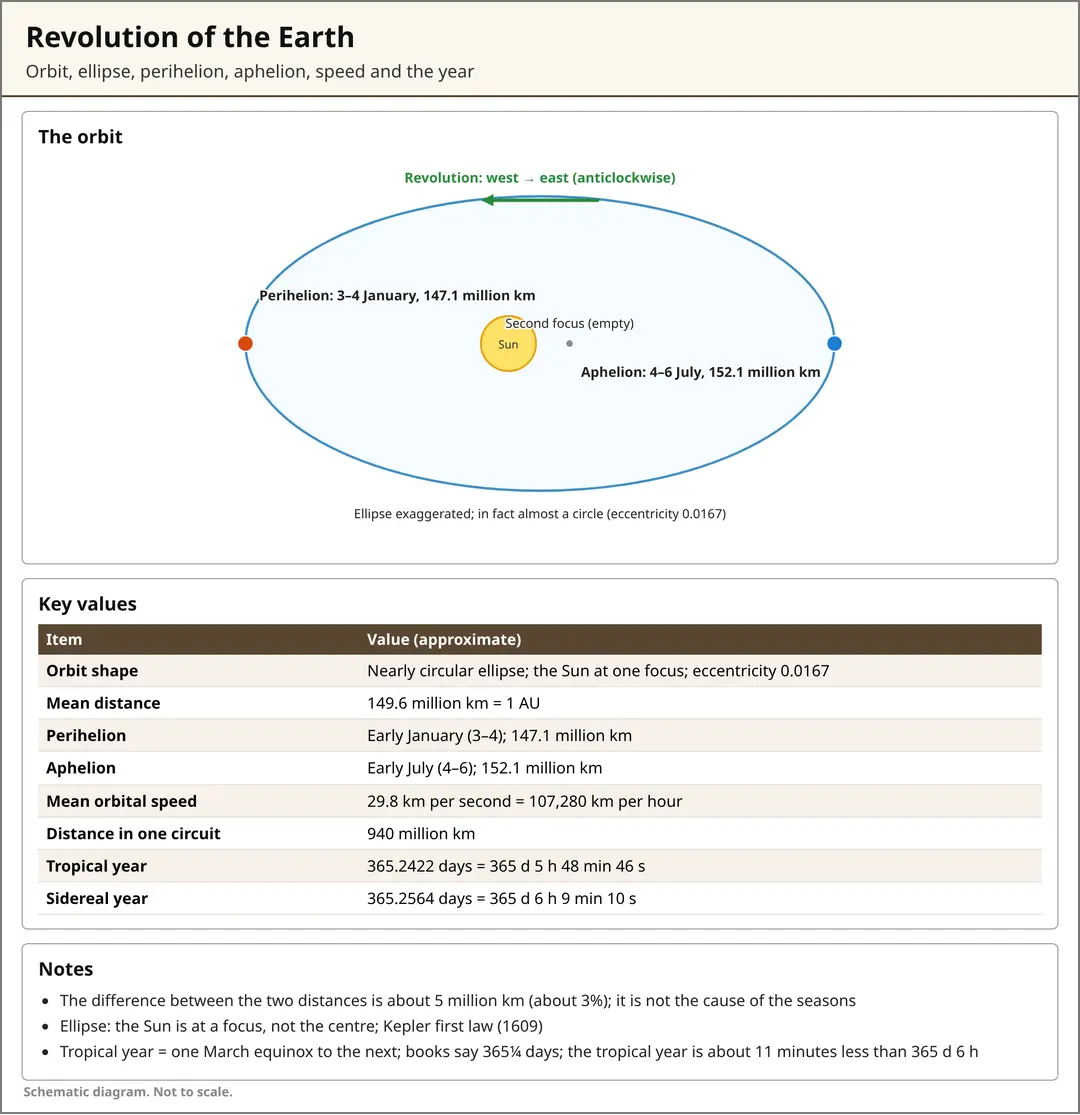 Revolution of the Earth
Orbit, ellipse, perihelion, aphelion, speed and the year
The orbit
Revolution: west → east (anticlockwise)
Perihelion: 3–4 January, 147.1 million km
Second focus (empty)
Sun
Aphelion: 4–6 July, 152.1 million km
Ellipse exaggerated; in fact almost a circle (eccentricity 0.0167)
Key values
Item Value (approximate)
Orbit shape Nearly circular ellipse; the Sun at one focus; eccentricity 0.0167
Mean distance 149.6 million km = 1 AU
Perihelion Early January (3–4); 147.1 million km
Aphelion Early July (4–6); 152.1 million km
Mean orbital speed 29.8 km per second = 107,280 km per hour
Distance in one circuit 940 million km
Tropical year 365.2422 days = 365 d 5 h 48 min 46 s
Sidereal year 365.2564 days = 365 d 6 h 9 min 10 s
Notes
• The difference between the two distances is about 5 million km (about 3%); it is not the cause of the seasons
• Ellipse: the Sun is at a focus, not the centre; Kepler first law (1609)
• Tropical year = one March equinox to the next; books say 365¼ days; the tropical year is about 11 minutes less than 365 d 6 h
Schematic diagram. Not to scale.